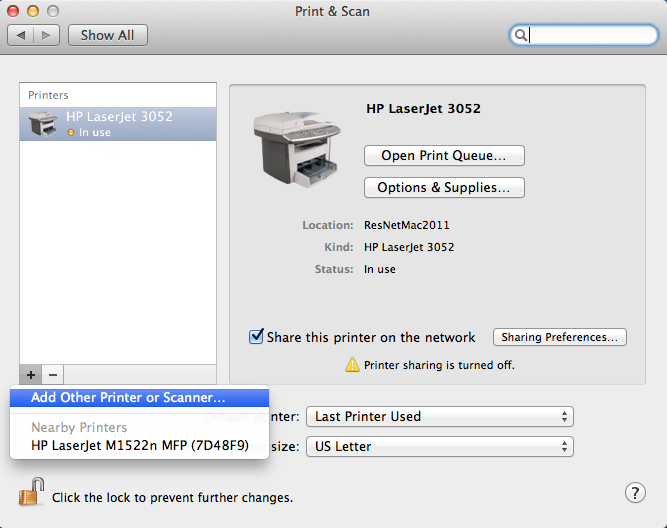 Print & Scan
Show All
Printers
HP LaserJet 3052
In use
HP LaserJet 3052
Open Print Queue...
Options & Supplies...
Location: ResNetMac2011
Kind: HP LaserJet 3052
Status: In use
Share this printer on the network
Sharing Preferences...
Printer sharing is turned off.
+ −
Add Other Printer or Scanner...
Nearby Printers
HP LaserJet M1522n MFP (7D48F9)
Last Printer Used
size: US Letter
Click the lock to prevent further changes.
?